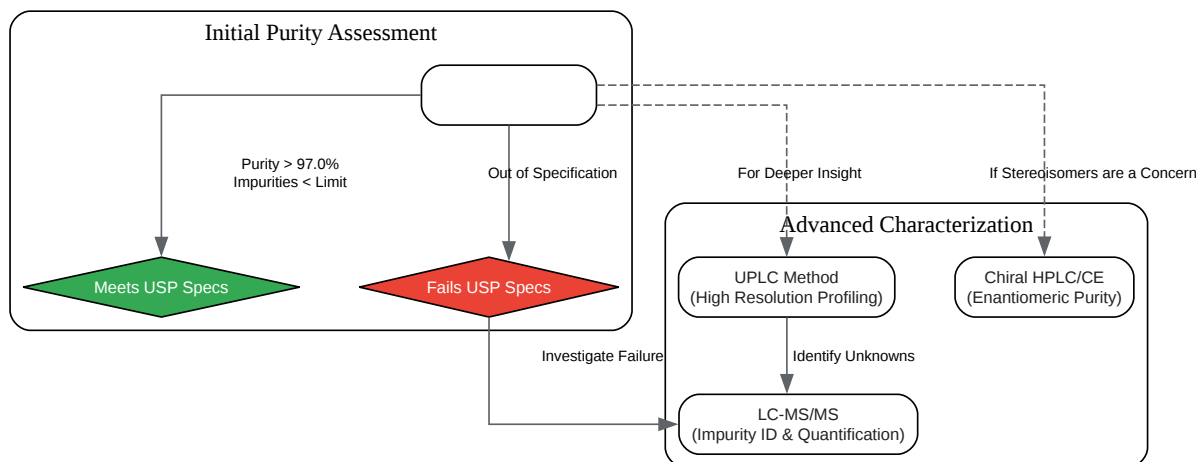 Initial Purity Assessment
Purity > 97.0%
Impurities < Limit
Out of Specification
For Deeper Insight
If Stereoisomers are a Concern
Advanced Characterization
Meets USP Specs
Fails USP Specs
UPLC Method
(High Resolution Profiling)
Chiral HPLC/CE
(Enantiomeric Purity)
Investigate Failure
Identify Unknowns
LC-MS/MS
(Impurity ID & Quantification)